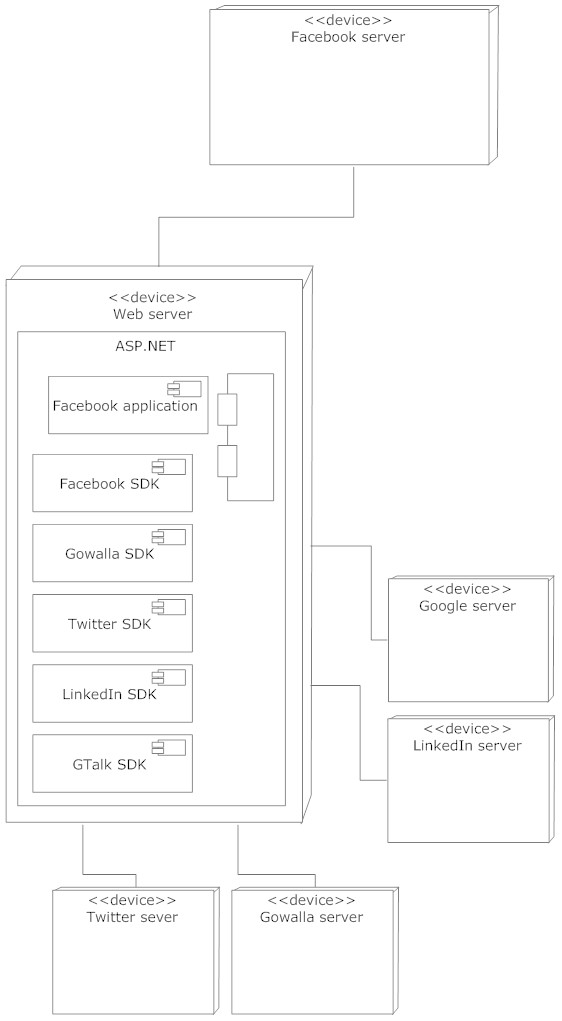 <<device>>
Facebook server
<<device>>
Web server
ASP.NET
Facebook application
Facebook SDK
Gowalla SDK
Twitter SDK
LinkedIn SDK
GTalk SDK
<<device>>
Google server
<<device>>
LinkedIn server
<<device>>
Twitter sever
<<device>>
Gowalla server